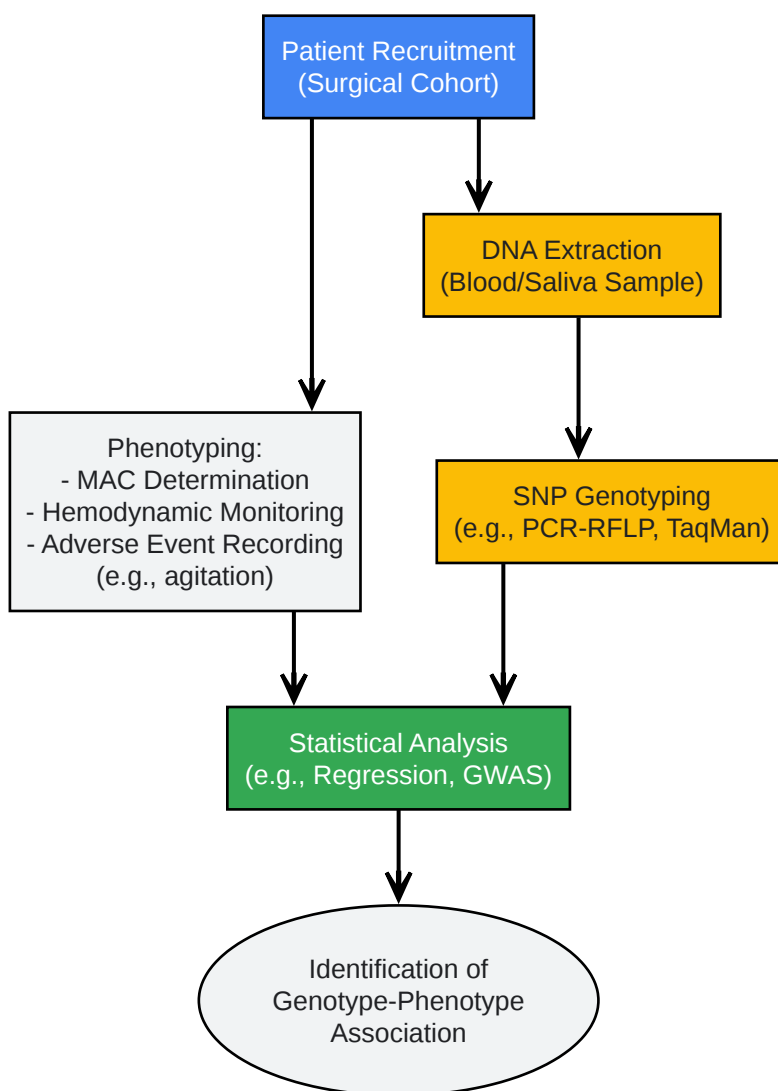 Patient Recruitment
(Surgical Cohort)
DNA Extraction
(Blood/Saliva Sample)
Phenotyping:
- MAC Determination
- Hemodynamic Monitoring
- Adverse Event Recording
(e.g., agitation)
SNP Genotyping
(e.g., PCR-RFLP, TaqMan)
Statistical Analysis
(e.g., Regression, GWAS)
Identification of
Genotype-Phenotype
Association